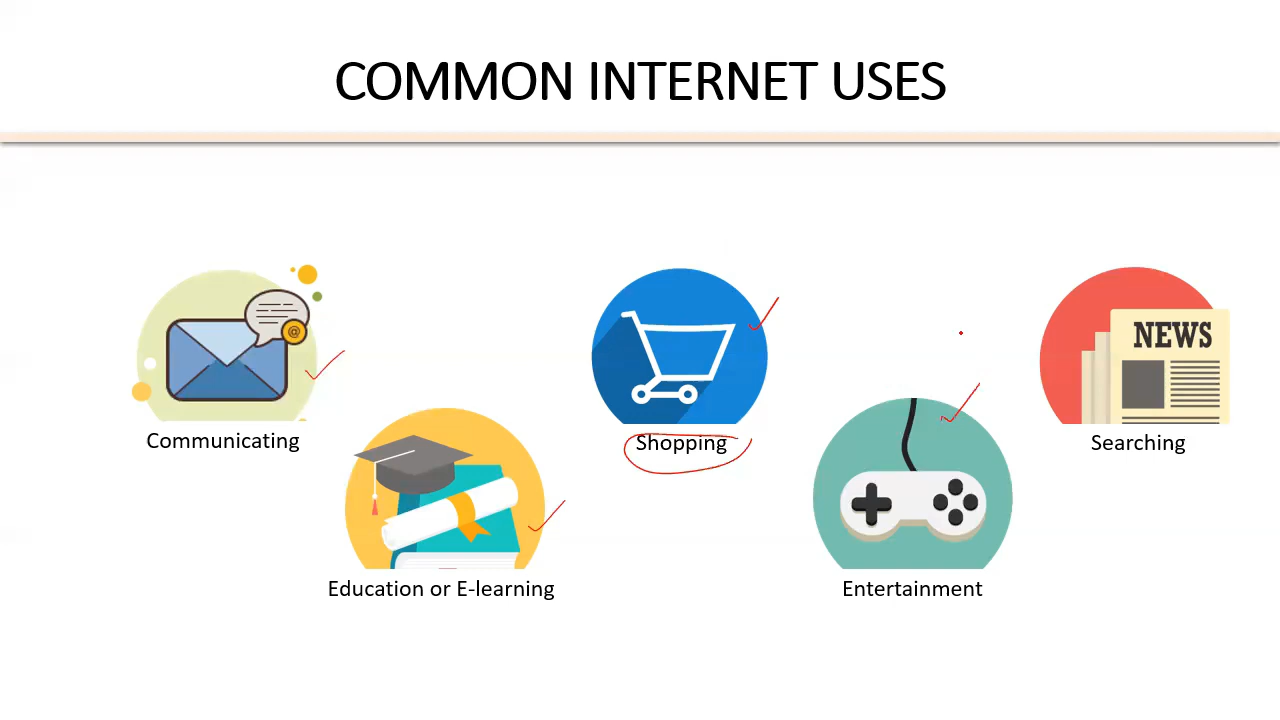 COMMON INTERNET USES
Communicating
Education or E-learning
Shopping
Entertainment
NEWS
Searching